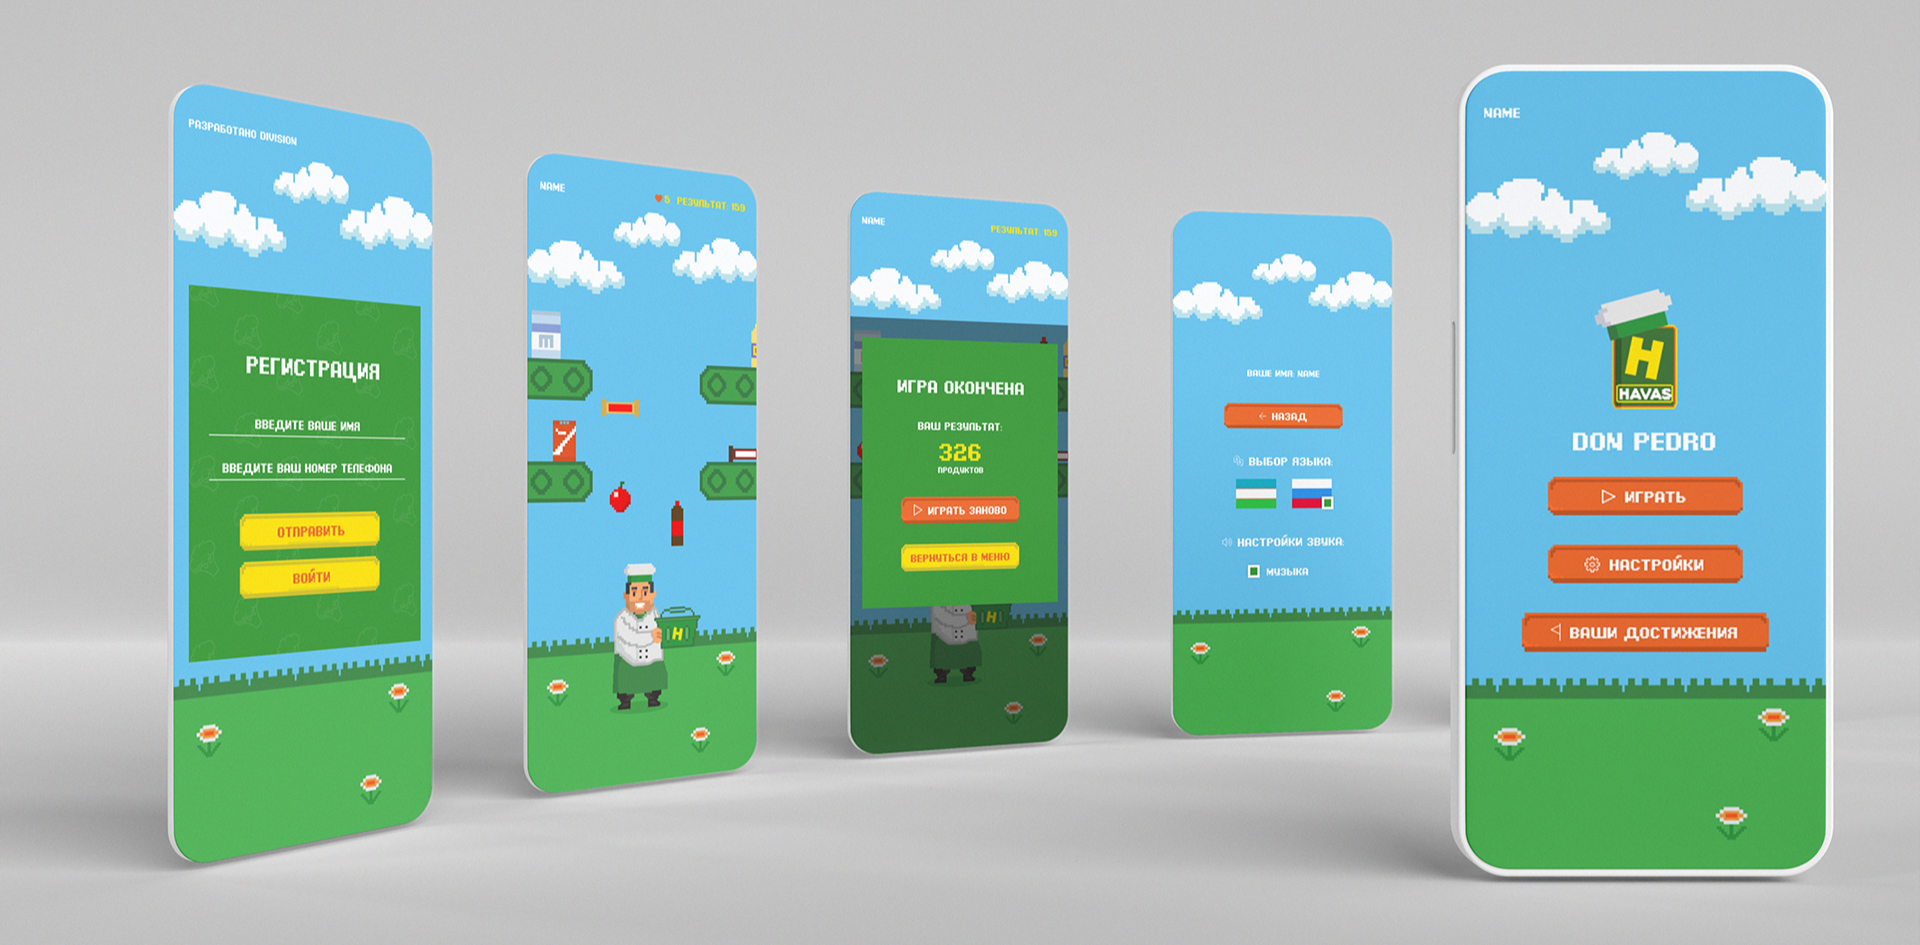 РАЗРАБОТАНО DIVISION
РЕГИСТРАЦИЯ
ВВЕДИТЕ ВАШЕ ИМЯ
ВВЕДИТЕ ВАШ НОМЕР ТЕЛЕФОНА
ОТПРАВИТЬ
ВОЙТИ
NAME
5 РЕЗУЛЬТАТ 159
M
7
H
NAME
РЕЗУЛЬТАТ 159
ИГРА ОКОНЧЕНА
ВАШ РЕЗУЛЬТАТ:
326
ПРОДУКТОВ
ИГРАТЬ ЗАНОВО
ВЕРНУТЬСЯ В МЕНЮ
H
ВАШЕ ИМЯ NAME
← НАЗАД
ВЫБОР ЯЗЫКА:
НАСТРОЙКИ ЗВУКА:
МУЗЫКА
NAME
H
HAVAS
DON PEDRO
ИГРАТЬ
НАСТРОЙКИ
ВАШИ ДОСТИЖЕНИЯ